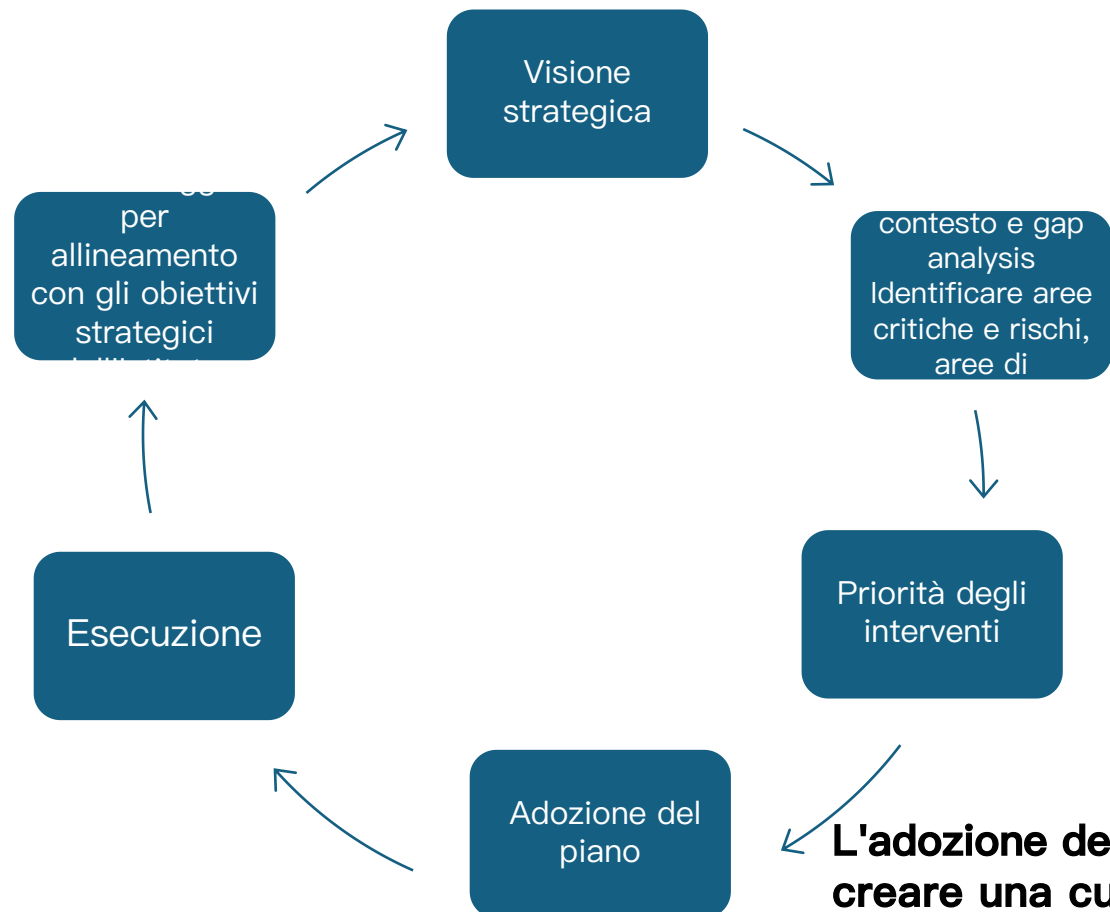 Visione
strategica
contesto e gap
analysis
Identificare aree
critiche e rischi,
aree di
Priorità degli
interventi
Adozione del
piano
Esecuzione
per
allineamento
con gli obiettivi
strategici
L'adozione de
creare una cu